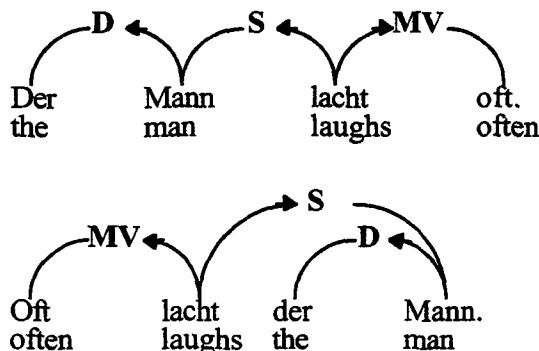 D S MV
Der Mann lacht oft.
the man laughs often
S
MV D
Oft lacht der Mann.
often laughs the man